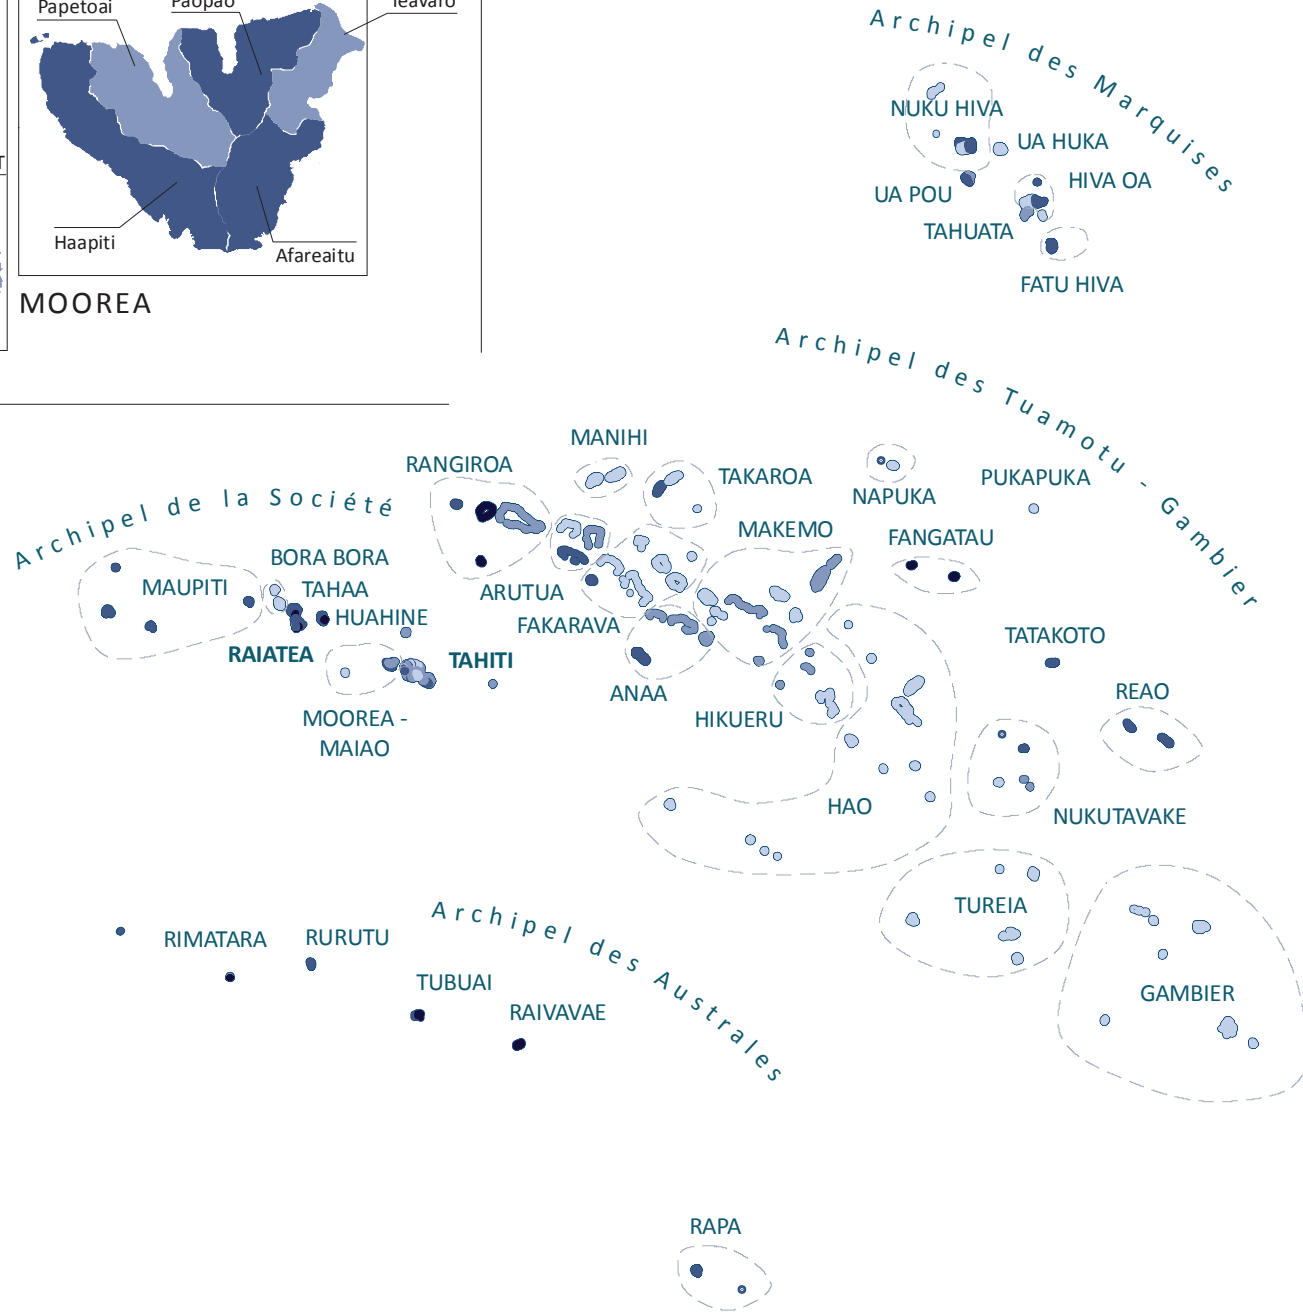 Papetoai
Paopao
Teavaro
Haapiti
Afareaitu
MOOREA
Archipel des Marquises
NUKU HIVA
UA HUKA
HIVA OA
UA POU
TAHUATA
FATU HIVA
Archipel des Tuamotu - Gambier
MANIHI
RANGIROA
TAKAROA
NAPUKA
PUKAPUKA
MAKEMO
FANGATAU
Archipel de la Société
BORA BORA
MAUPITI
TAHAA
HUAHINE
ARUTUA
FAKARAVA
RAIATEA
TAHITI
TATAKOTO
ANAA
REAO
HIKUERU
MOOREA -
MAIAO
HAO
NUKUTAVAKE
TUREIA
GAMBIER
Archipel des Australes
RIMATARA
RURUTU
TUBUAI
RAIVAVAE
RAPA